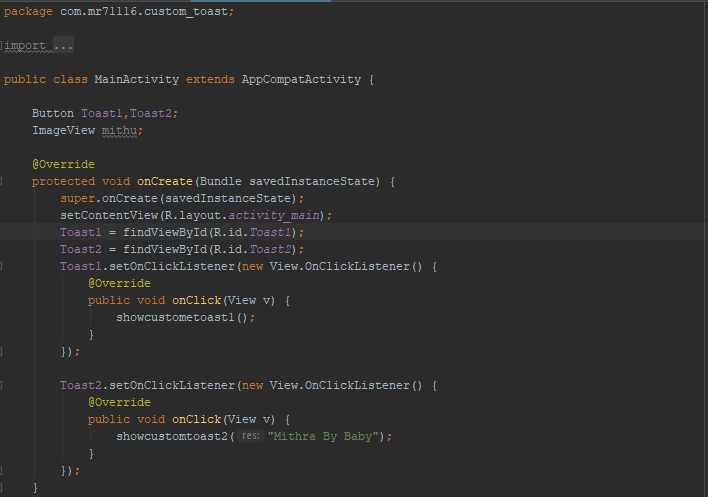 package com.mr71ll6.custom_toast;
import ...
public class MainActivity extends AppCompatActivity {
Button Toast1,Toast2;
ImageView mithu;
@Override
protected void onCreate(Bundle savedInstanceState) {
super.onCreate(savedInstanceState);
setContentView(R.layout.activity_main);
Toast1 = findViewById(R.id.Toast1);
Toast2 = findViewById(R.id.Toast2);
Toast1.setOnClickListener(new View.OnClickListener() {
@Override
public void onClick(View v) {
showcustometoast1();
}
});
Toast2.setOnClickListener(new View.OnClickListener() {
@Override
public void onClick(View v) {
showcustomtoast2( res: "Mithra By Baby");
}
});
}